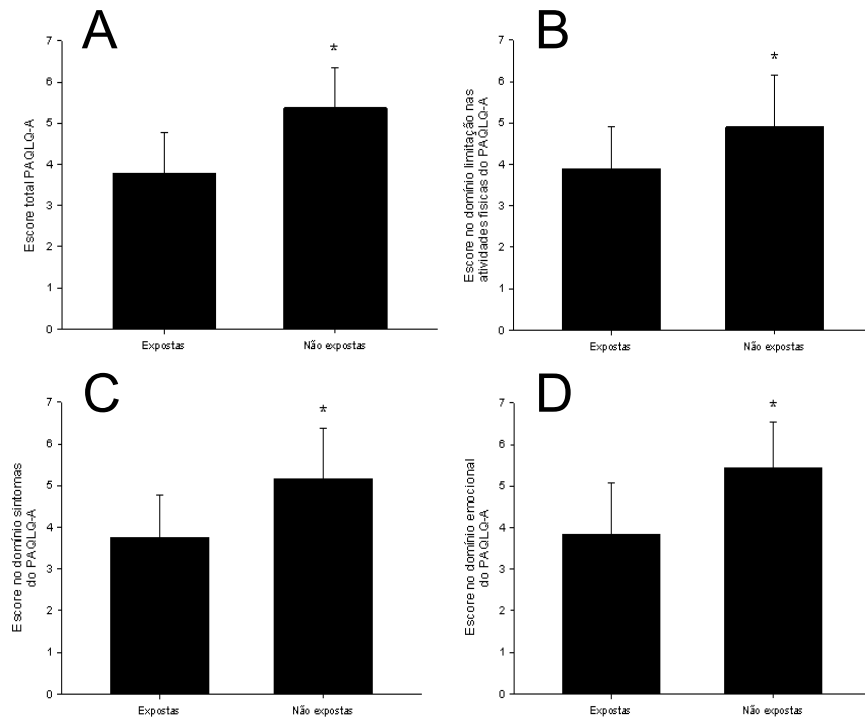 A
Escore total PAQLQ-A
7
6
5
4
3
2
1
0
*
Expostas
Não expostas
B
Escore no domínio limitação nas
atividades físicas do PAQLQ-A
7
6
5
4
3
2
1
0
*
Expostas
Não expostas
C
Escore no domínio sintomas
do PAQLQ-A
7
6
5
4
3
2
1
0
*
Expostas
Não expostas
D
Escore no domínio emocional
do PAQLQ-A
7
6
5
4
3
2
1
0
*
Expostas
Não expostas